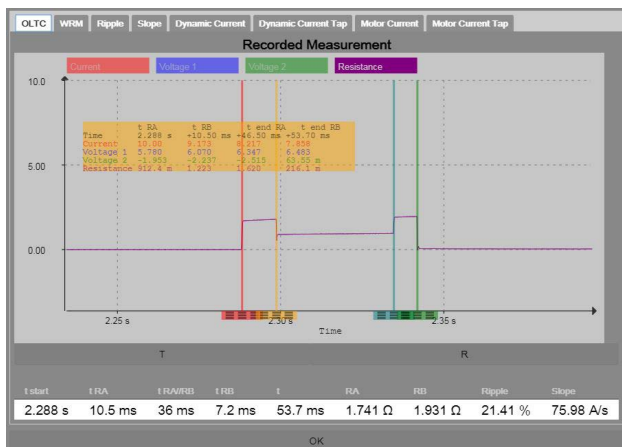 OLTC WRM Ripple Slope Dynamic Current Dynamic Current Tap Motor Current Motor Current Tap
Recorded Measurement
Current Voltage 1 Voltage 2 Resistance
10.0
t RA t RB t end RA t end RB
Time 2.288 s +10.50 ms +46.50 ms +53.70 ms
Current 10.00 9.173 8.217 7.858
Voltage 1 5.780 6.070 6.347 6.483
Voltage 2 -1.953 -2.237 -2.515 63.55 m
Resistance 912.4 m 1.223 1.620 216.1 m
5.00
0.00
2.25 s 2.30 s 2.35 s
Time
T R
t start t RA t RA/RB t RB t RA RB Ripple Slope
2.288 s 10.5 ms 36 ms 7.2 ms 53.7 ms 1.741 Ω 1.931 Ω 21.41 % 75.98 A/s
OK